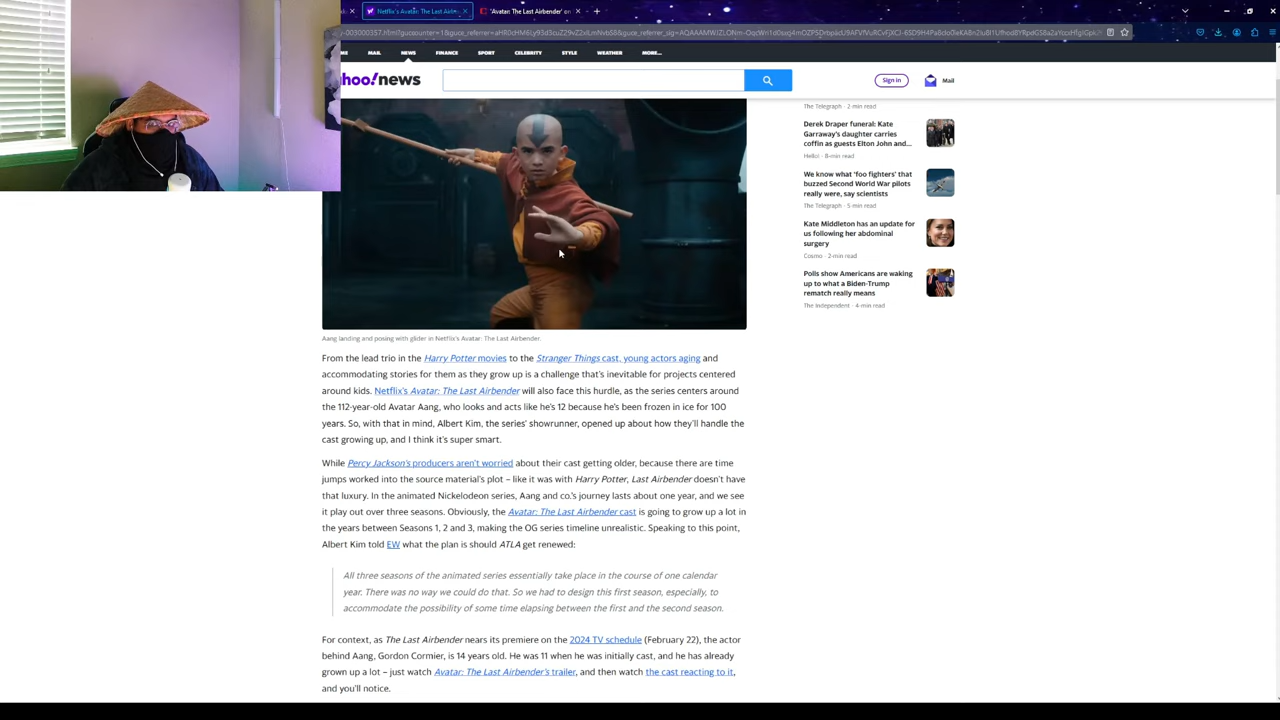 Netflix's Avatar The Last Airbe
'Avatar: The Last Airbender' on
MAIL
NEWS
FINANCE
SPORT
CELEBRITY
STYLE
WEATHER
MORE...
hoo!news
Sign in
Mail
The Telegraph · 2 min read
Derek Draper funeral: Kate
Garraway's daughter carries
coffin as guests Elton John and...
Hello! · 8-min read
We know what 'foo fighters' that
buzzed Second World War pilots
really were, say scientists
The Telegraph · 5 min read
Kate Middleton has an update for
us following her abdominal
surgery
Cosmo · 2-min read
Polls show Americans are waking
up to what a Biden-Trump
rematch really means
The Independent · 4-min read
Aang landing and posing with glider in Netflix's Avatar: The Last Airbender.
From the lead trio in the Harry Potter movies to the Stranger Things cast, young actors aging and
accommodating stories for them as they grow up is a challenge that's inevitable for projects centered
around kids. Netflix's Avatar: The Last Airbender will also face this hurdle, as the series centers around
the 112-year-old Avatar Aang, who looks and acts like he's 12 because he's been frozen in ice for 100
years. So, with that in mind, Albert Kim, the series' showrunner, opened up about how they'll handle the
cast growing up, and I think it's super smart.
While Percy Jackson's producers aren't worried about their cast getting older, because there are time
jumps worked into the source material's plot – like it was with Harry Potter, Last Airbender doesn't have
that luxury. In the animated Nickelodeon series, Aang and co.'s journey lasts about one year, and we see
it play out over three seasons. Obviously, the Avatar: The Last Airbender cast is going to grow up a lot in
the years between Seasons 1, 2 and 3, making the OG series timeline unrealistic. Speaking to this point,
Albert Kim told EW what the plan is should ATLA get renewed:
All three seasons of the animated series essentially take place in the course of one calendar
year. There was no way we could do that. So we had to design this first season, especially, to
accommodate the possibility of some time elapsing between the first and the second season.
For context, as The Last Airbender nears its premiere on the 2024 TV schedule (February 22), the actor
behind Aang, Gordon Cormier, is 14 years old. He was 11 when he was initially cast, and he has already
grown up a lot – just watch Avatar: The Last Airbender's trailer, and then watch the cast reacting to it,
and you'll notice.